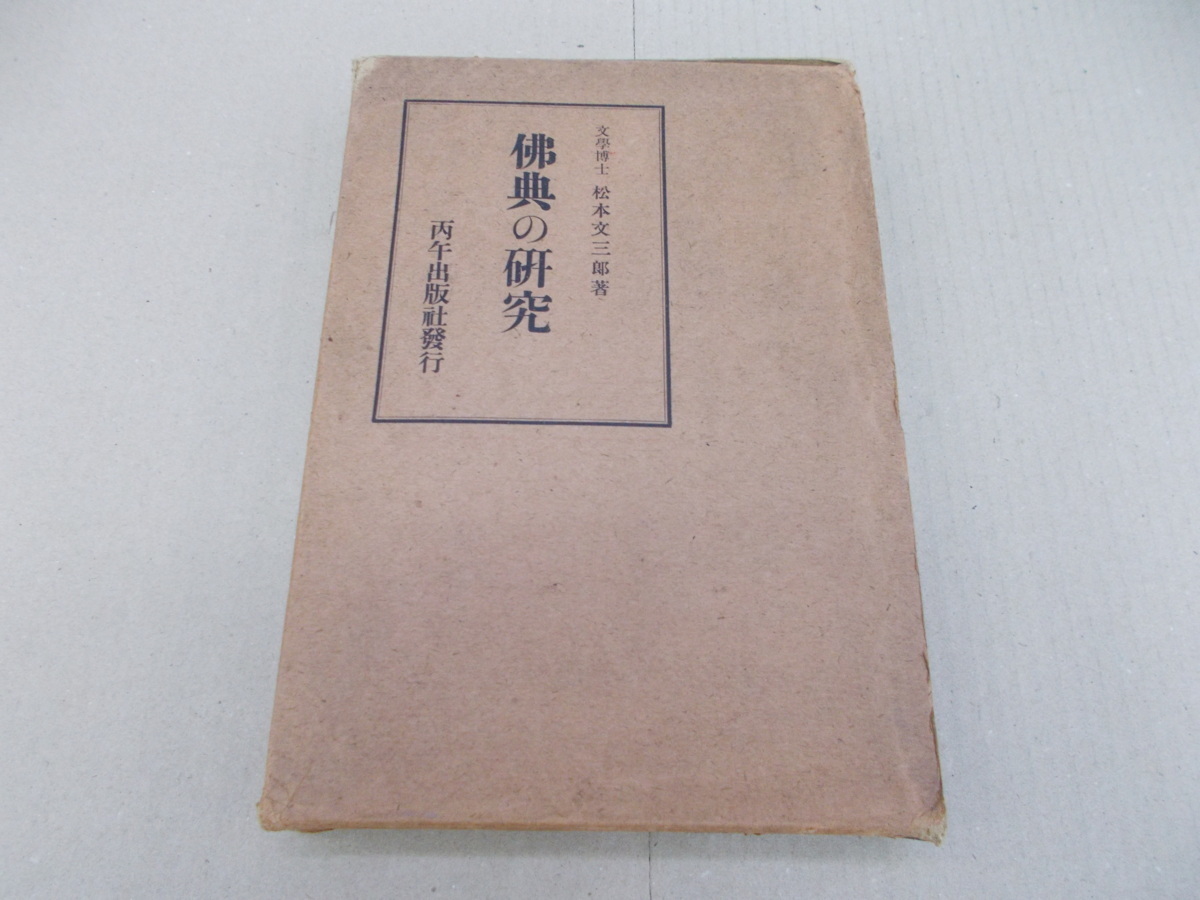 文學博士 松本文三郎著
佛典の硏究
丙午出版社發行